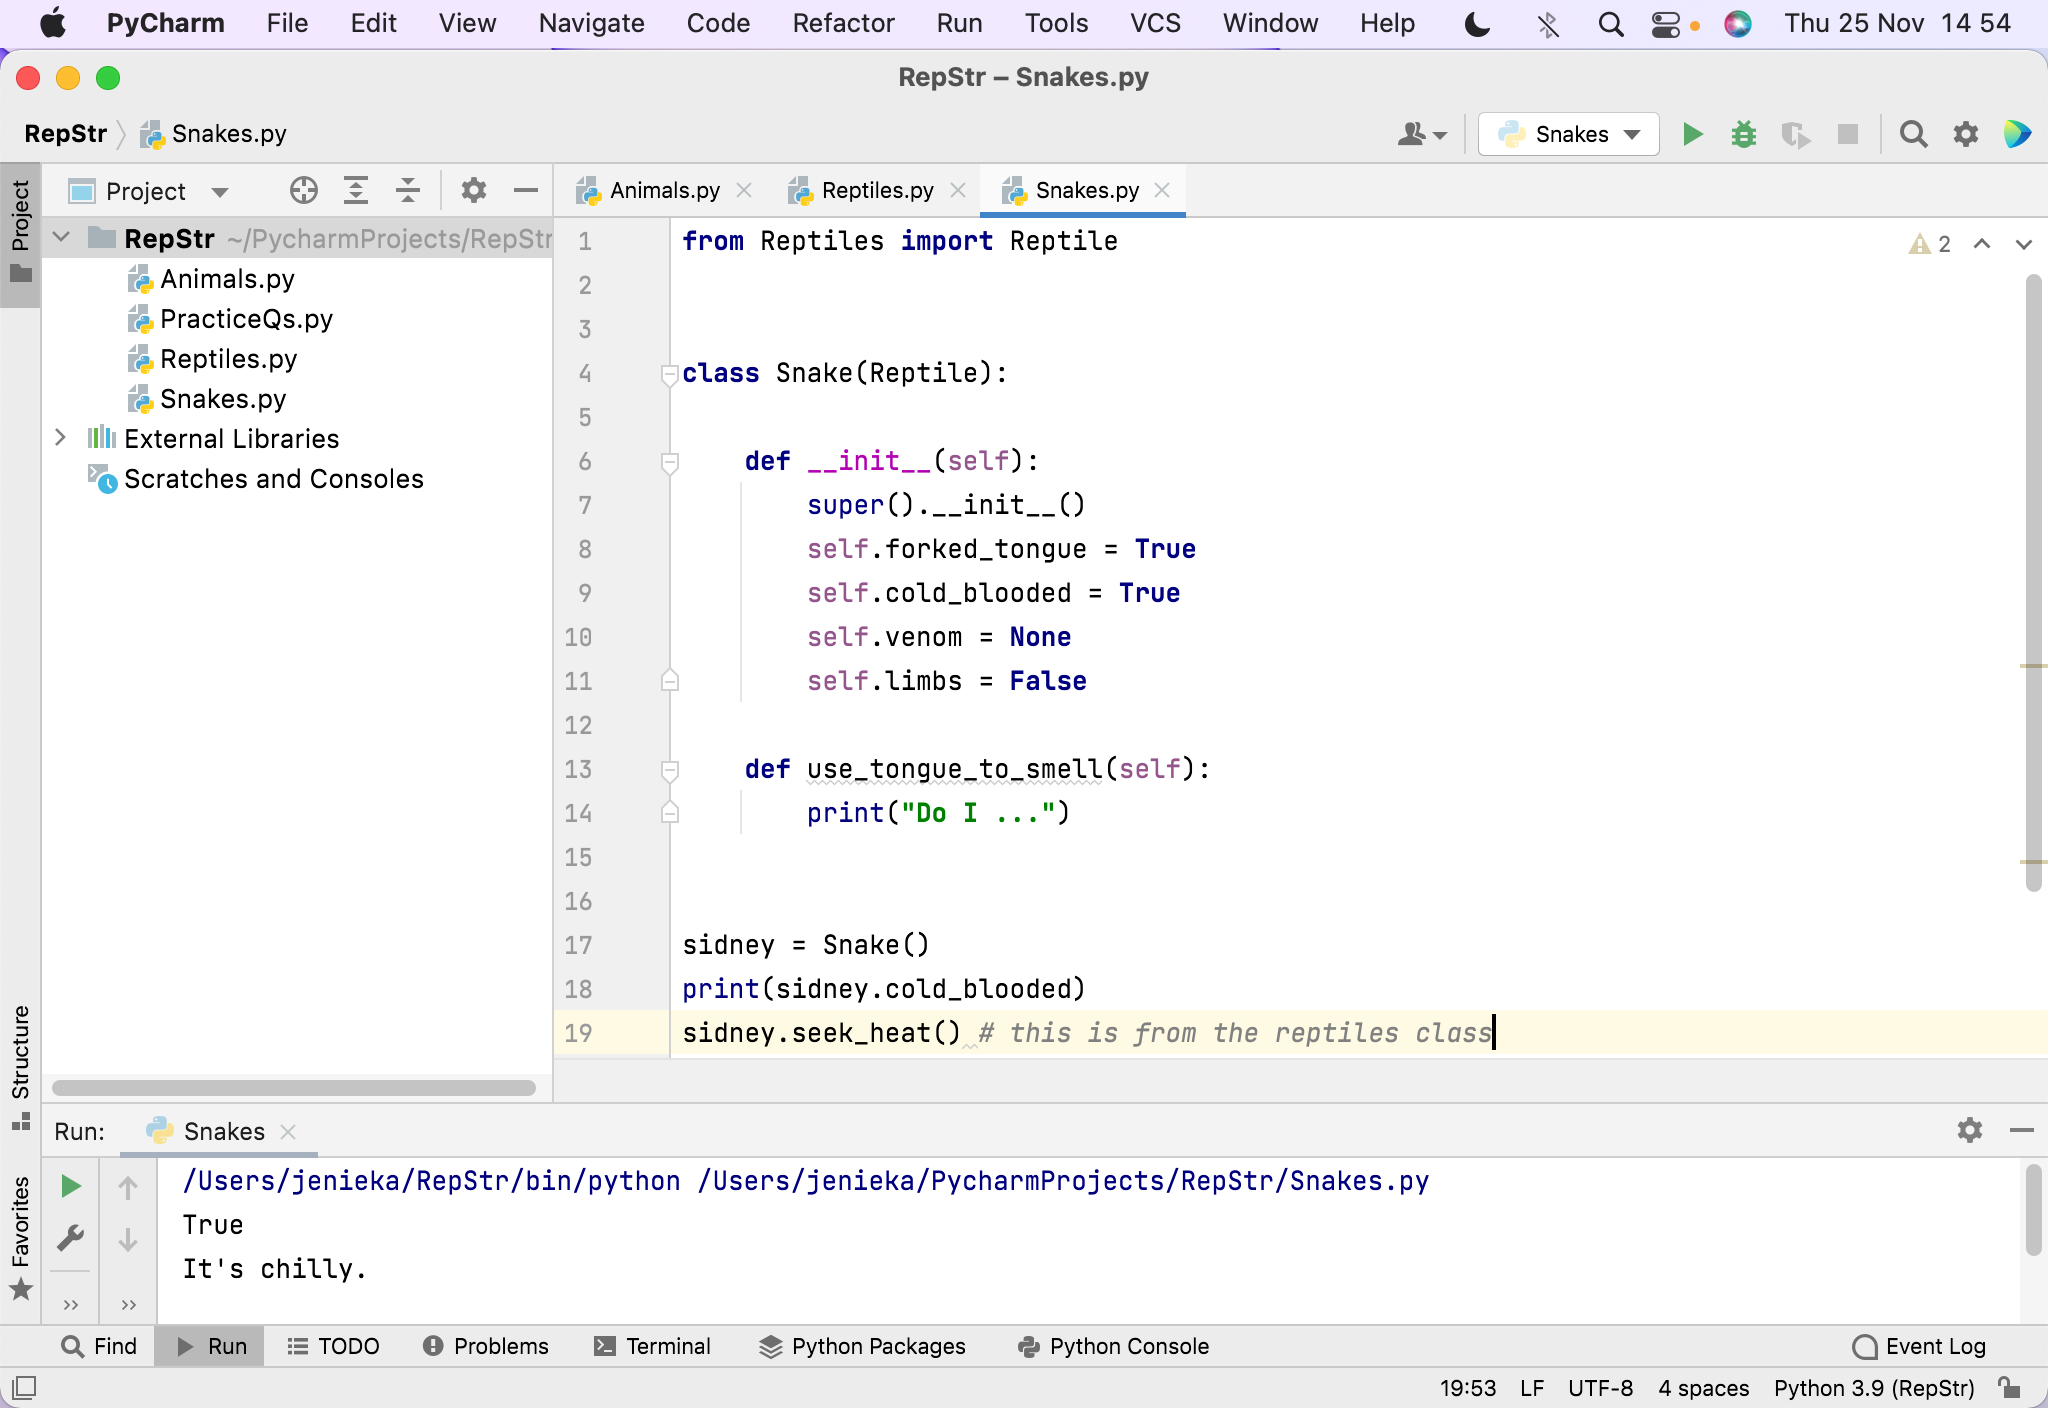 PyCharm File Edit View Navigate Code Refactor Run Tools VCS Window Help Thu 25 Nov 14 54
RepStr – Snakes.py
RepStr Snakes.py Snakes
Project
Project
Animals.py Reptiles.py Snakes.py
RepStr ~/PycharmProjects/RepStr
Animals.py
PracticeQs.py
Reptiles.py
Snakes.py
External Libraries
Scratches and Consoles
2
1 from Reptiles import Reptile
2
3
4 class Snake(Reptile):
5
6 def __init__(self):
7 super().__init__()
8 self.forked_tongue = True
9 self.cold_blooded = True
10 self.venom = None
11 self.limbs = False
12
13 def use_tongue_to_smell(self):
14 print("Do I ...")
15
16
17 sidney = Snake()
18 print(sidney.cold_blooded)
19 sidney.seek_heat() # this is from the reptiles class
Structure
Favorites
Run: Snakes
/Users/jenieka/RepStr/bin/python /Users/jenieka/PycharmProjects/RepStr/Snakes.py
True
It's chilly.
Find Run TODO Problems Terminal Python Packages Python Console Event Log
19:53 LF UTF-8 4 spaces Python 3.9 (RepStr)